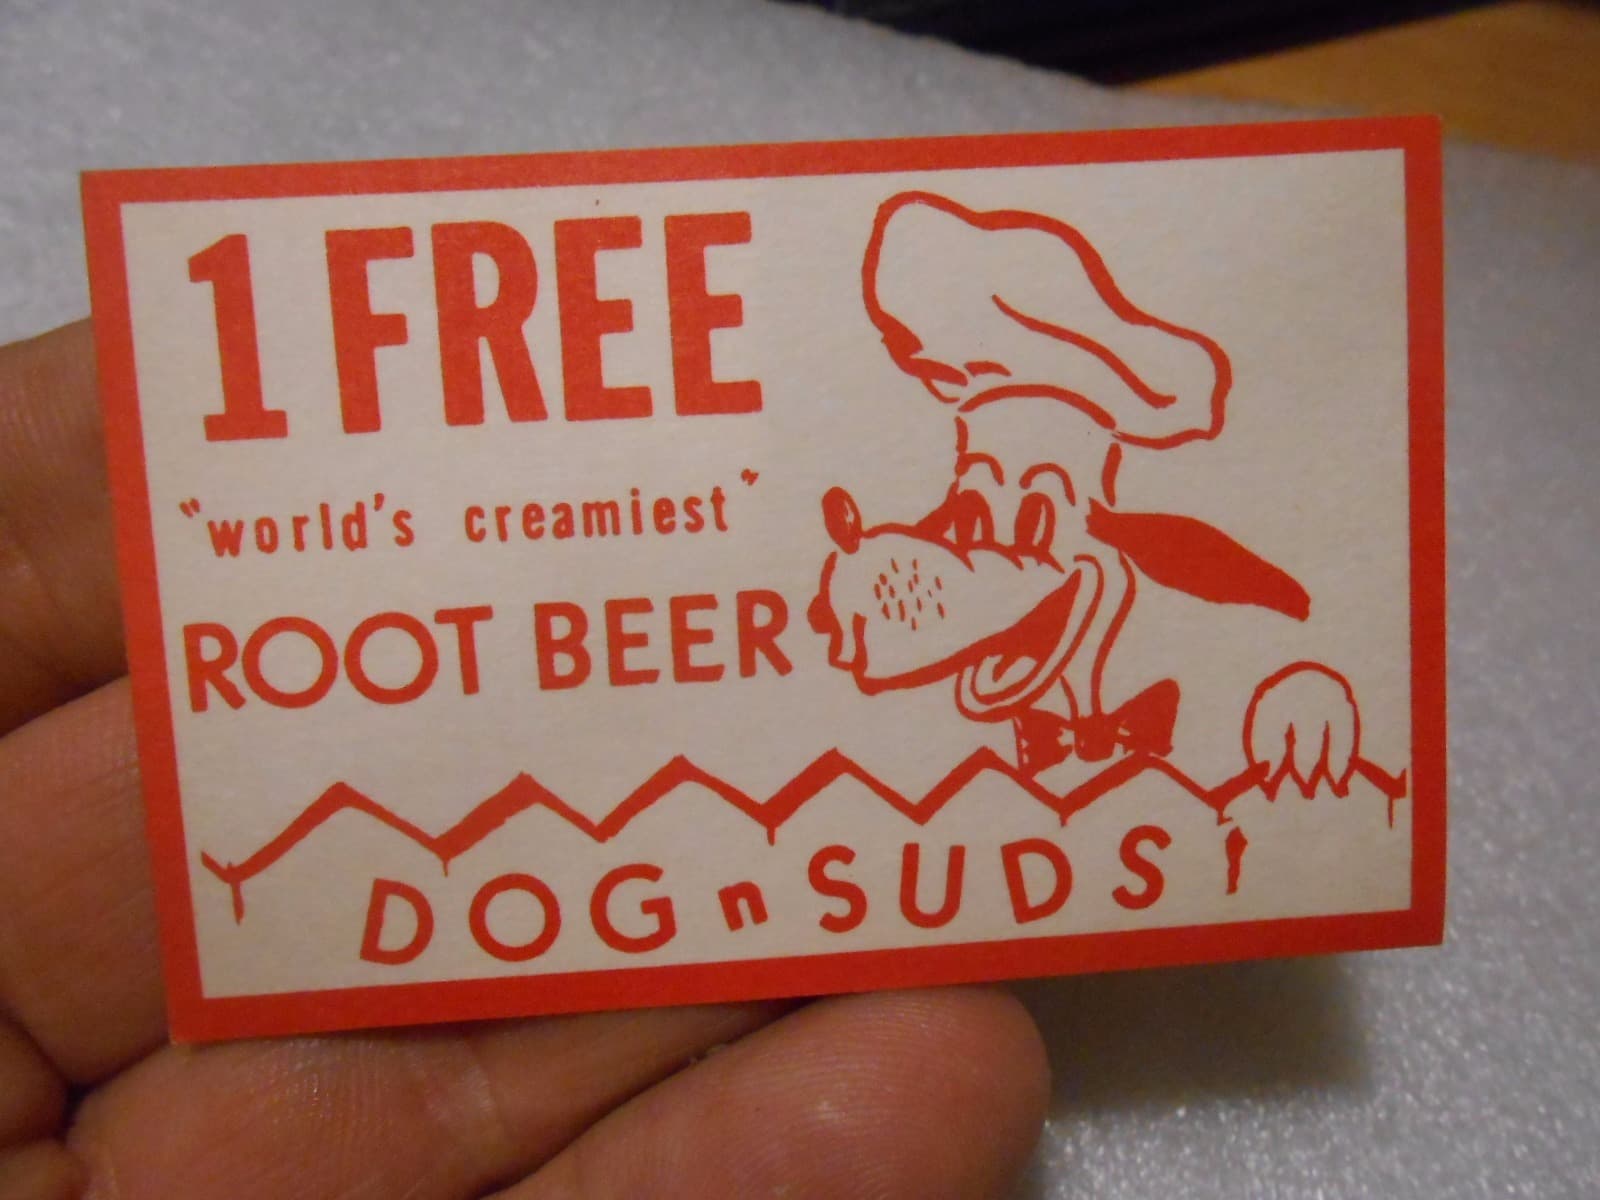 1 FREE
"world's creamiest"
ROOT BEER
DOG n SUDS